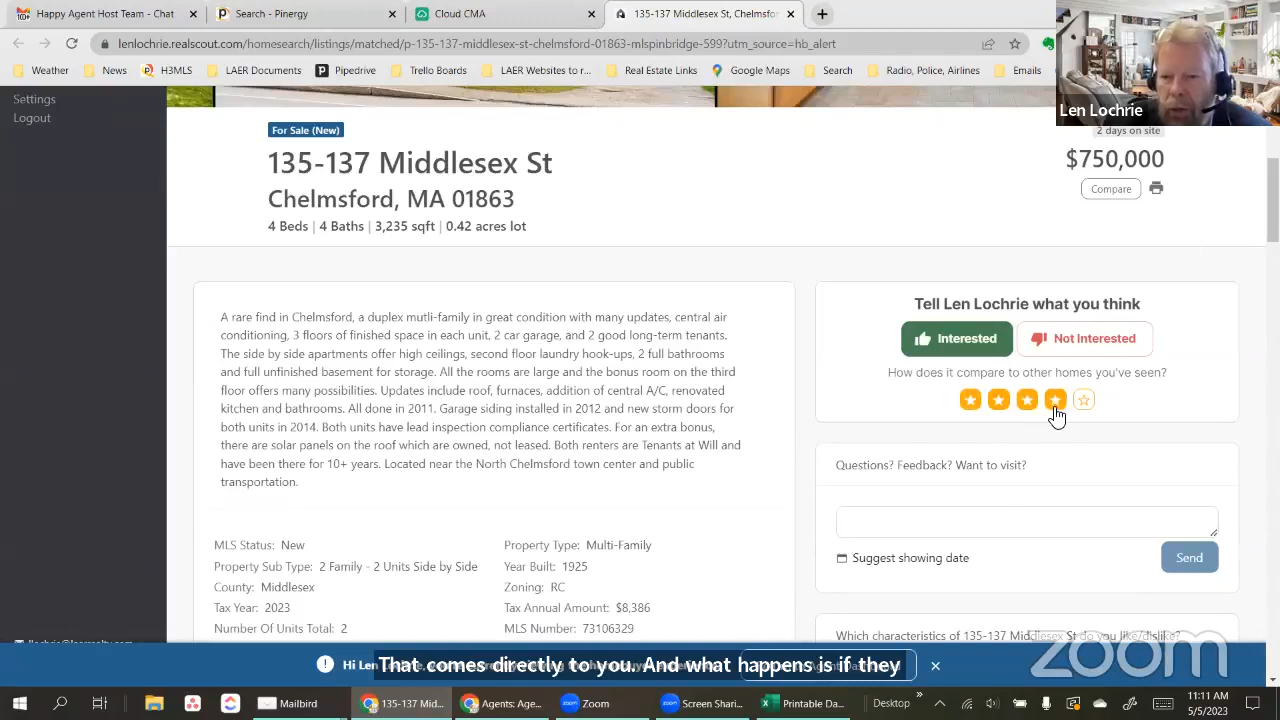 Happy Agent Host Team - Chat
Search - Pinergy
Cloud CMA
135-137 Middlesex St, Chelmsfor
lenlochrie.realscout.com/homesearch/listings/matched/p-135-137-middlesex-st-chelmsford-01863-mlspinbridge-599?utm_source=hb_alert
Weather
News
H3MLS
LAER Documents
Pipedrive
Trello Boards
LAER Websites to r...
Real Estate Links
Google Maps
Search
Radio, Police, Airlines
Emails
Len Lochrie
Settings
Logout
For Sale (New)
2 days on site
135-137 Middlesex St
$750,000
Chelmsford, MA 01863
Compare
4 Beds | 4 Baths | 3,235 sqft | 0.42 acres lot
A rare find in Chelmsford, a duplex mutli-family in great condition with many updates, central air
conditioning, 3 floors of finished space in each unit, 2 car garage, and 2 good long-term tenants.
The side by side apartments offer high ceilings, second floor laundry hook-ups, 2 full bathrooms
and full unfinished basement for storage. All the rooms are large and the bonus room on the third
floor offers many possibilities. Updates include roof, furnaces, addition of central A/C, renovated
kitchen and bathrooms. All done in 2011. Garage siding installed in 2012 and new storm doors for
both units in 2014. Both units have lead inspection compliance certificates. For an extra bonus,
there are solar panels on the roof which are owned, not leased. Both renters are Tenants at Will and
have been there for 10+ years. Located near the North Chelmsford town center and public
transportation.
MLS Status: New
Property Type: Multi-Family
Property Sub Type: 2 Family - 2 Units Side by Side
Year Built: 1925
County: Middlesex
Zoning: RC
Tax Year: 2023
Tax Annual Amount: $8,386
Number Of Units Total: 2
MLS Number: 73106329
Tell Len Lochrie what you think
Interested
Not Interested
How does it compare to other homes you've seen?
Questions? Feedback? Want to visit?
Suggest showing date
Send
Which characteristics of 135-137 Middlesex St do you like/dislike?
llochrie@laerrealty.com
Hi Len
That comes directly to you. And what happens is if they
zoom
Mailbird
135-137 Mid...
Agents: Age...
Zoom
Screen Shari...
Printable Da...
Desktop
11:11 AM
5/5/2023